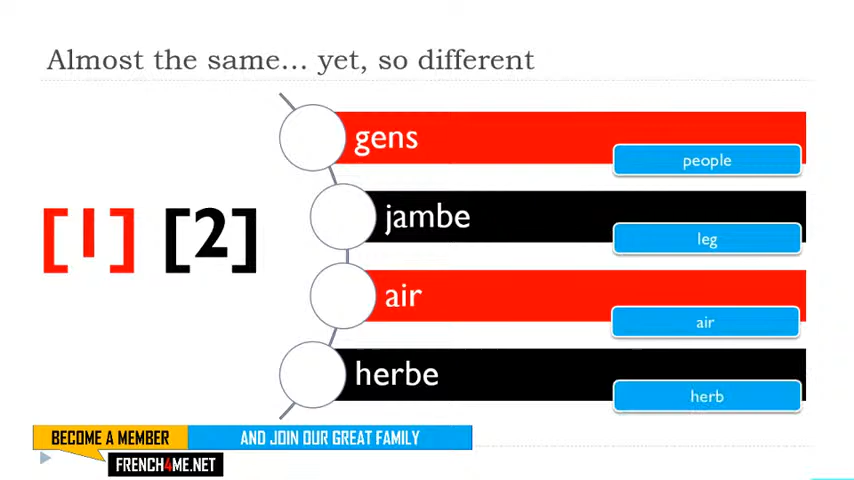 Almost the same... yet, so different
[1] [2]
gens
people
jambe
leg
air
air
herbe
herb
BECOME A MEMBER AND JOIN OUR GREAT FAMILY
FRENCH4ME.NET